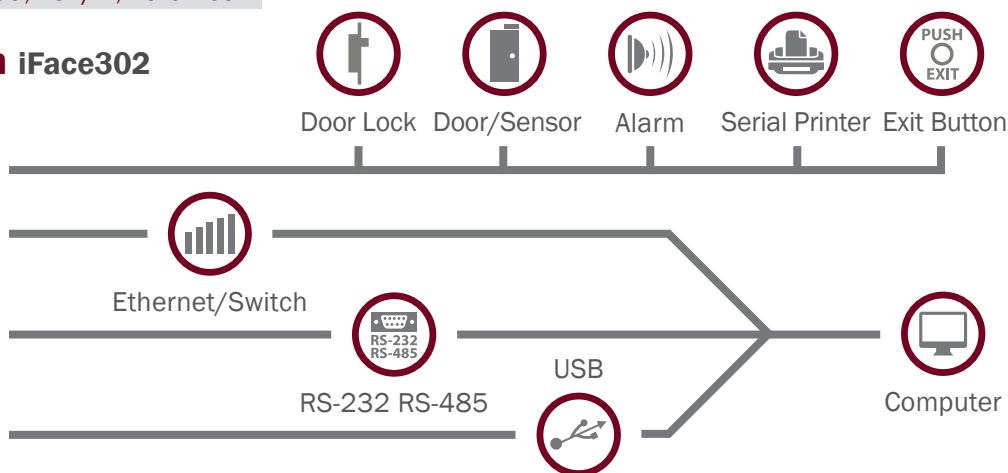 iFace302
PUSH
EXIT
Door Lock Door/Sensor Alarm Serial Printer Exit Button
Ethernet/Switch
RS-232
RS-485
USB
RS-232 RS-485
Computer